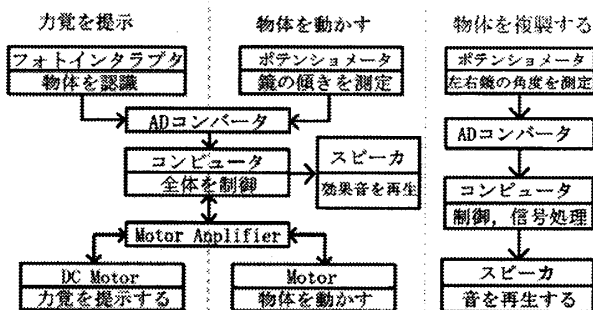 力覚を提示
物体を動かす
物体を複製する
フォトインタラプタ
物体を認識
ポテンショメータ
鏡の傾きを測定
ポテンショメータ
左右鏡の角度を測定
ADコンバータ
ADコンバータ
コンピュータ
全体を制御
スピーカ
効果音を再生
コンピュータ
制御，信号処理
Motor Anplifier
DC Motor
力覚を提示する
Motor
物体を動かす
スピーカ
音を再生する